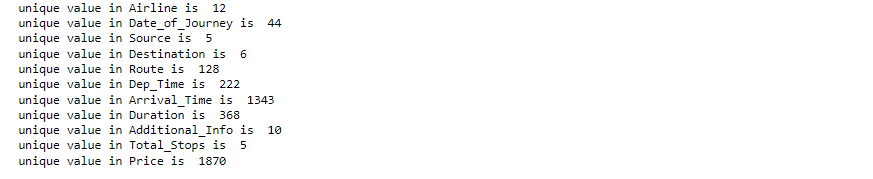 unique value in Airline is  12
unique value in Date_of_Journey is  44
unique value in Source is  5
unique value in Destination is  6
unique value in Route is  128
unique value in Dep_Time is  222
unique value in Arrival_Time is  1343
unique value in Duration is  368
unique value in Additional_Info is  10
unique value in Total_Stops is  5
unique value in Price is  1870